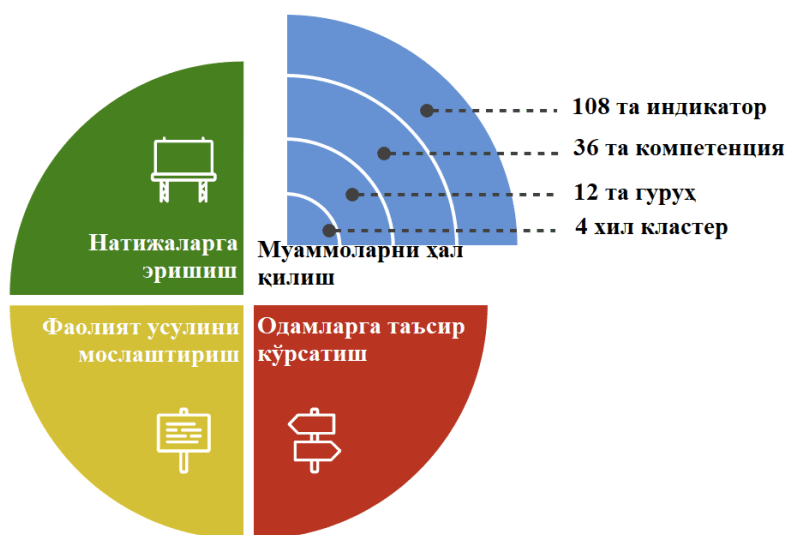 108 та индикатор
36 та компетенция
12 та гуруҳ
4 хил кластер
Натижаларга
эришиш
Муаммоларни ҳал
қилиш
Фаолият усулини
мослаштириш
Одамларга таъсир
кўрсатиш